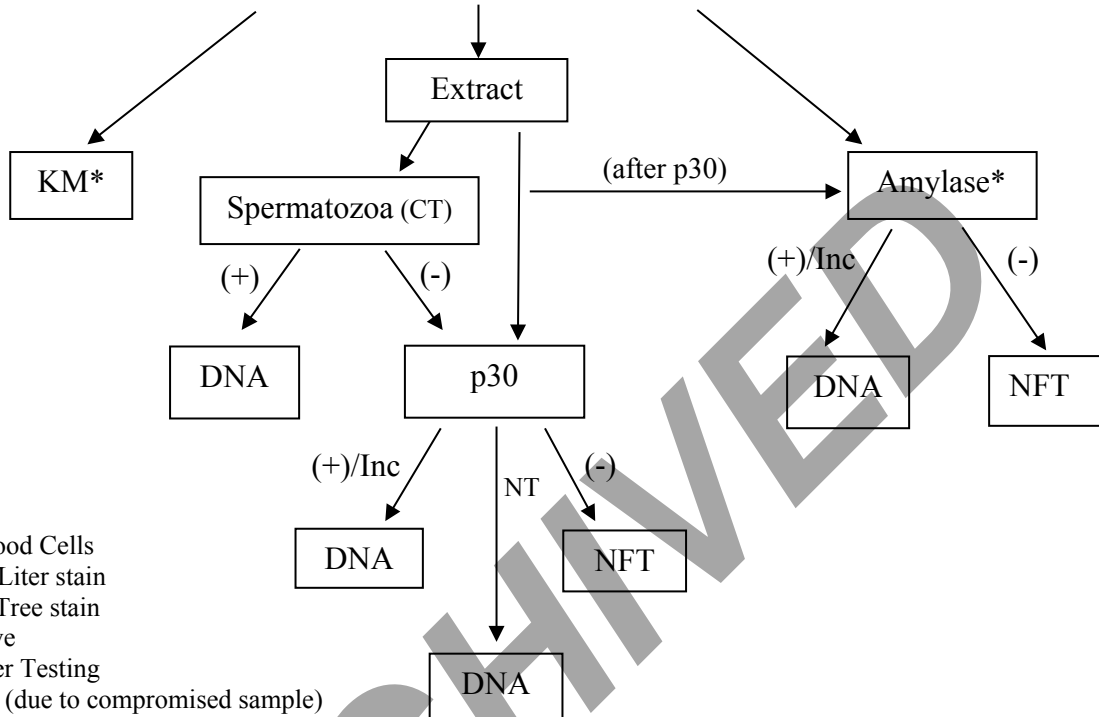 Extract
KM*
(after p30)
Amylase*
Spermatozoa (CT)
(+)
(-)
(+)/Inc
(-)
DNA
p30
DNA
NFT
(+)/Inc
NT
(-)
DNA
NFT
DNA
ood Cells
Liter stain
Tree stain
ve
er Testing
(due to compromised sample)
CHIVED